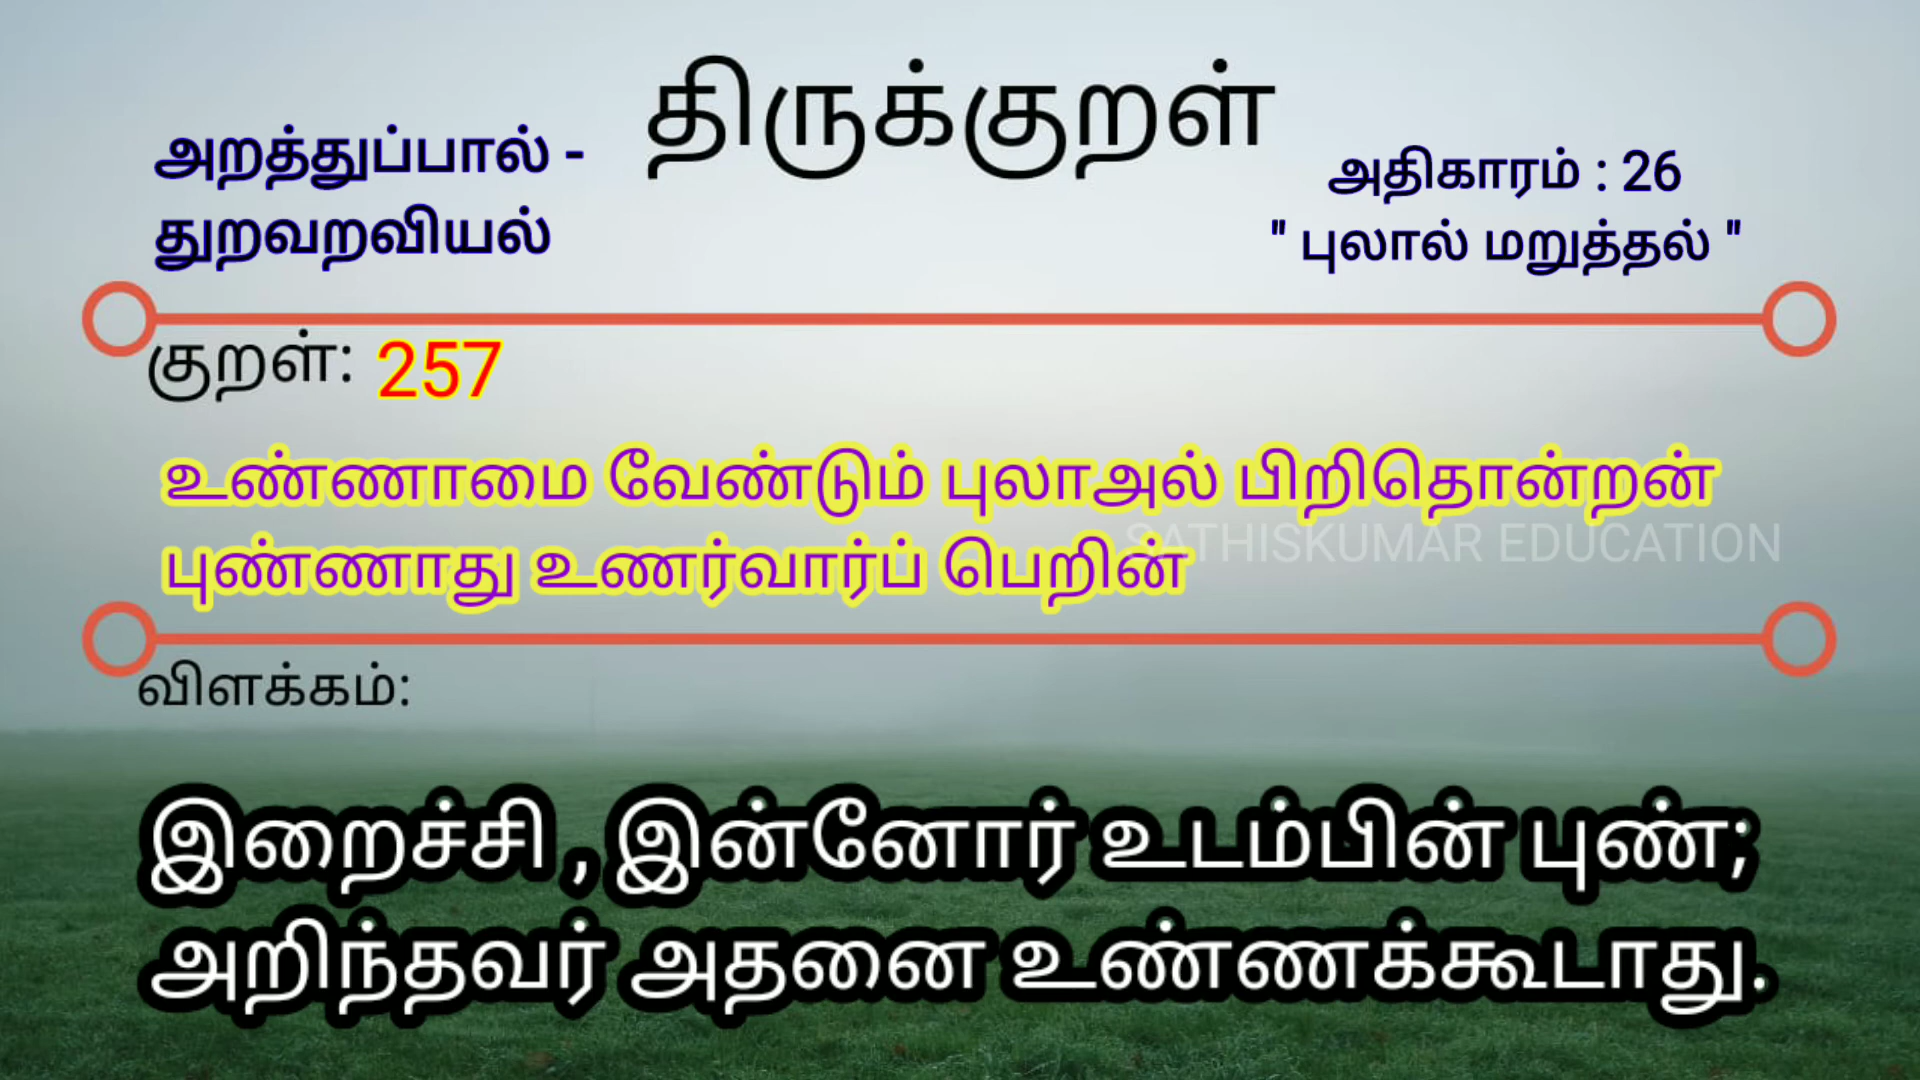 திருக்குறள்
அறத்துப்பால் -
துறவறவியல்
அதிகாரம் : 26
" புலால் மறுத்தல் "
குறள்: 257
உண்ணாமை வேண்டும் புலாஅல் பிறிதொன்றன்
புண்ணாது உணர்வார்ப் பெறின்
SATHISKUMAR EDUCATION
விளக்கம்:
இறைச்சி , இன்னோர் உடம்பின் புண்;
அறிந்தவர் அதனை உண்ணக்கூடாது.